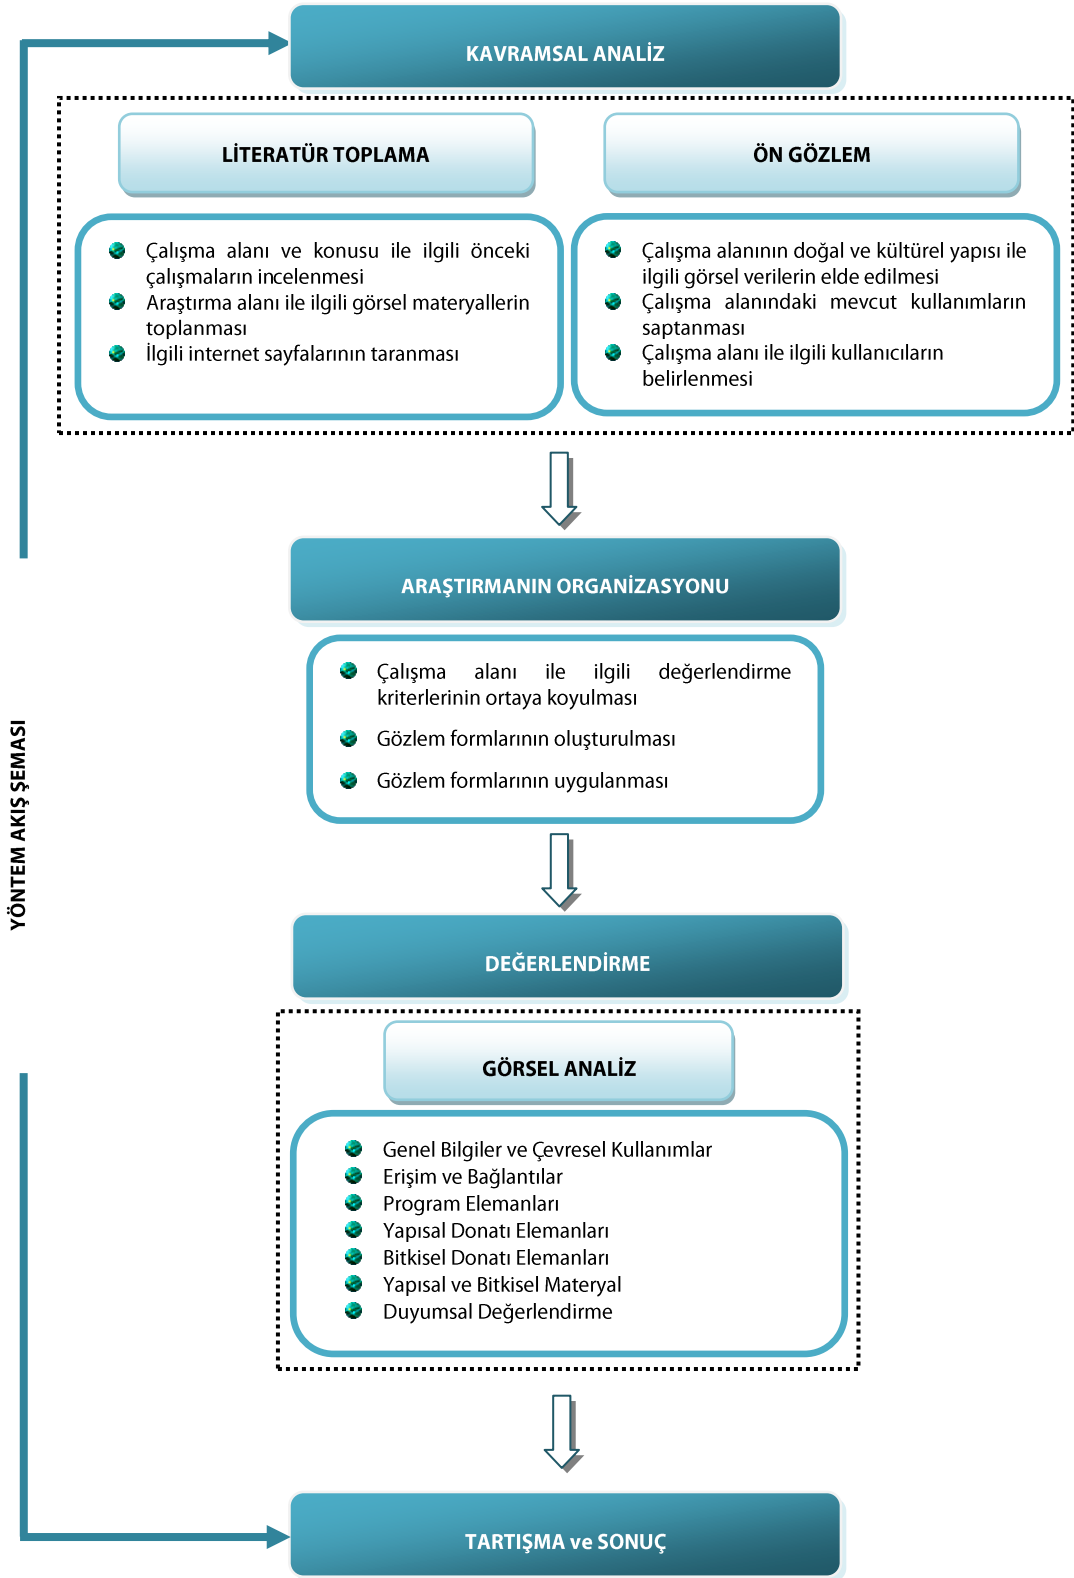 KAVRAMSAL ANALİZ
LİTERATÜR TOPLAMA
Çalışma alanı ve konusu ile ilgili önceki
çalışmaların incelenmesi
Araştırma alanı ile ilgili görsel materyallerin
toplanması
İlgili internet sayfalarının taranması
ÖN GÖZLEM
Çalışma alanının doğal ve kültürel yapısı ile
ilgili görsel verilerin elde edilmesi
Çalışma alanındaki mevcut kullanımların
saptanması
Çalışma alanı ile ilgili kullanıcıların
belirlenmesi
ARAŞTIRMANIN ORGANİZASYONU
Çalışma alanı ile ilgili değerlendirme
kriterlerinin ortaya koyulması
Gözlem formlarının oluşturulması
Gözlem formlarının uygulanması
YÖNTEM AKIŞ ŞEMASI
DEĞERLENDİRME
GÖRSEL ANALİZ
Genel Bilgiler ve Çevresel Kullanımlar
Erişim ve Bağlantılar
Program Elemanları
Yapısal Donatı Elemanları
Bitkisel Donatı Elemanları
Yapısal ve Bitkisel Materyal
Duyumsal Değerlendirme
TARTIŞMA ve SONUÇ